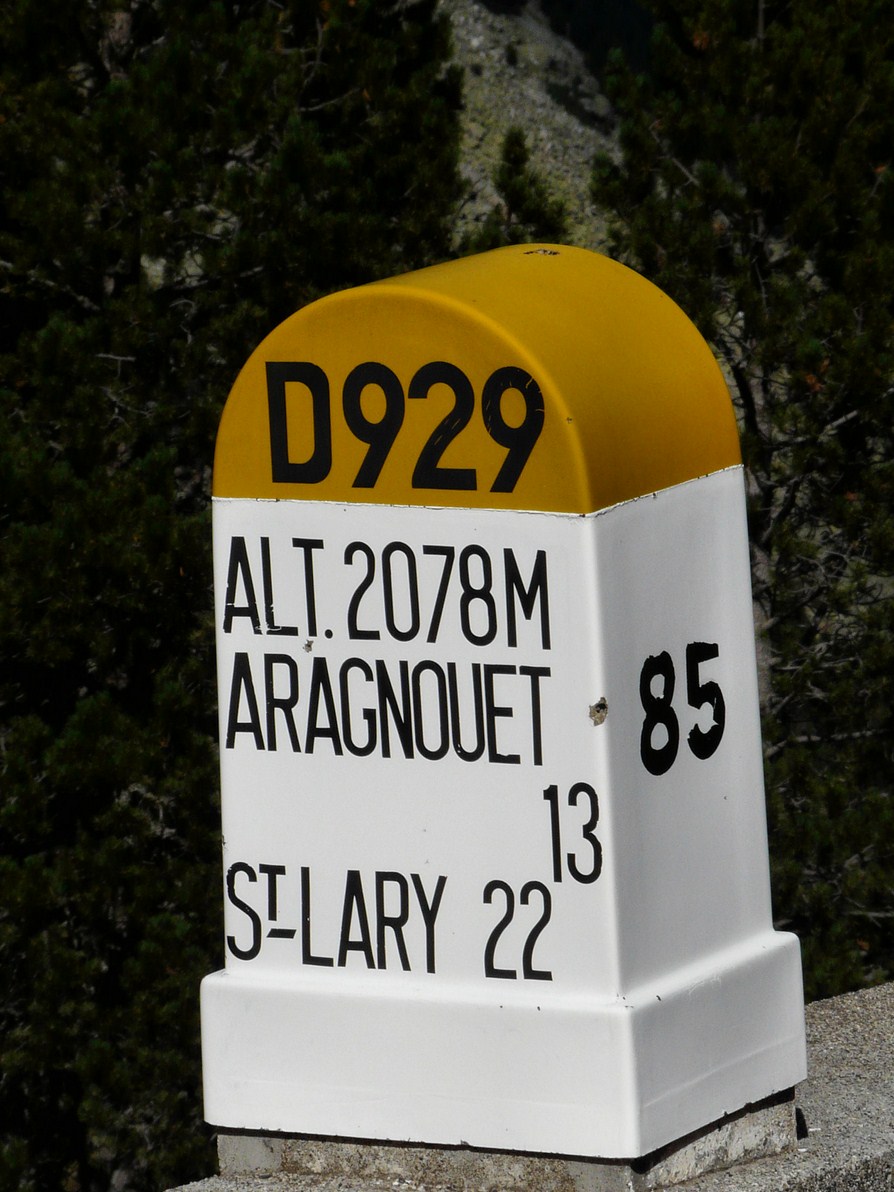 D929
ALT. 2078M
ARAGNOUET
13
ST-LARY 22
85